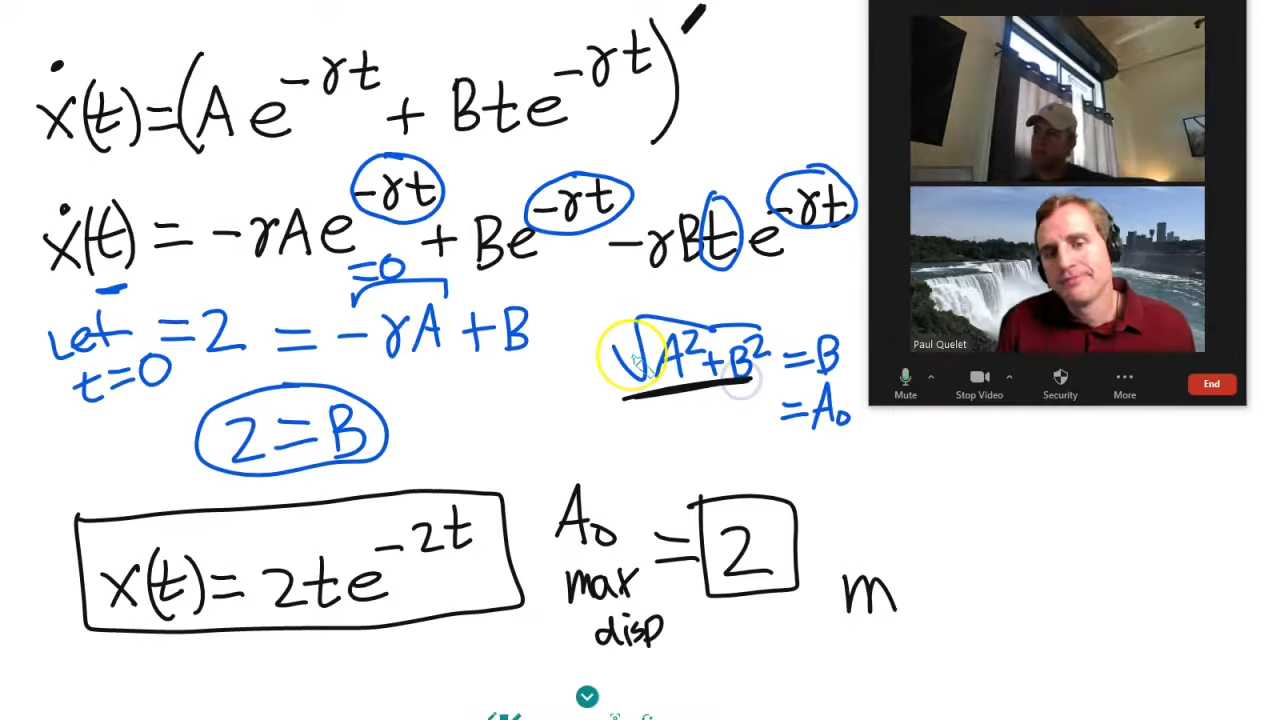 ẋ(t)=(Ae^-γt + Bte^-γt)′
ẋ(t) = -γAe^-γt + Be^-γt -γBte^-γt
=0
Let t=0 =2 = -γA + B
√A²+B² = B
= A₀
2=B
x(t)= 2te^-2t
A₀ max disp = 2 m
Paul Quelet
Mute Stop Video Security More End